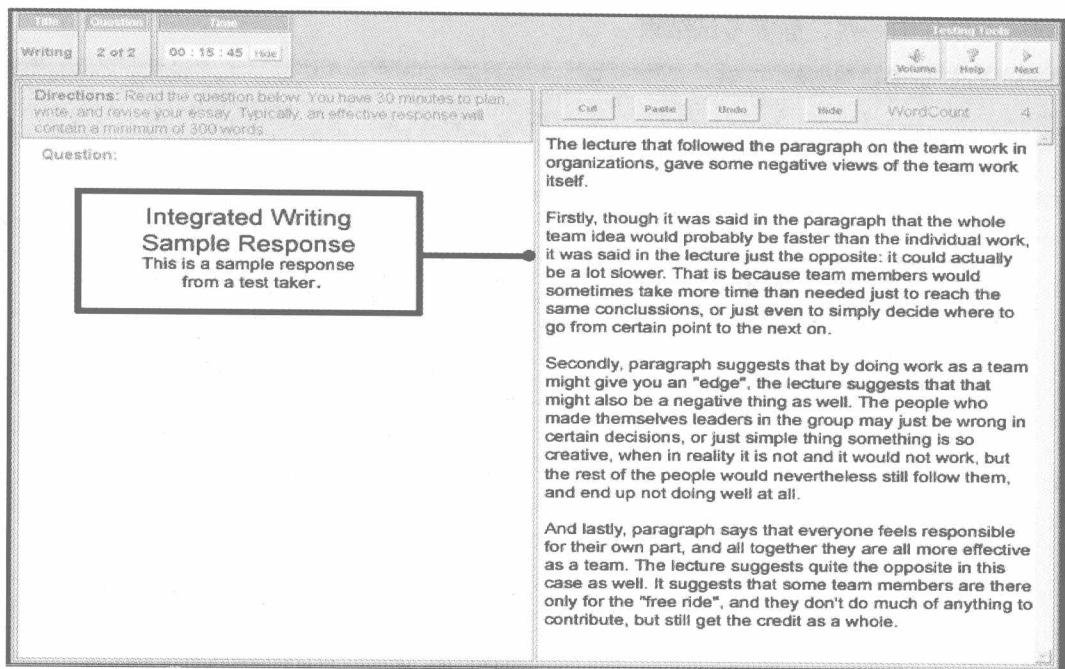 Title
Question
Time
Testing Tools
Writing
2 of 2
00 : 15 : 45
Hide
Volume
Help
Next
Directions: Read the question below. You have 30 minutes to plan,
write, and revise your essay. Typically, an effective response will
contain a minimum of 300 words.
Question:
Integrated Writing
Sample Response
This is a sample response
from a test taker.
Cut
Paste
Undo
Hide
WordCount
4
The lecture that followed the paragraph on the team work in
organizations, gave some negative views of the team work
itself.
Firstly, though it was said in the paragraph that the whole
team idea would probably be faster than the individual work,
it was said in the lecture just the opposite: it could actually
be a lot slower. That is because team members would
sometimes take more time than needed just to reach the
same conclussions, or just even to simply decide where to
go from certain point to the next on.
Secondly, paragraph suggests that by doing work as a team
might give you an "edge", the lecture suggests that that
might also be a negative thing as well. The people who
made themselves leaders in the group may just be wrong in
certain decisions, or just simple thing something is so
creative, when in reality it is not and it would not work, but
the rest of the people would nevertheless still follow them,
and end up not doing well at all.
And lastly, paragraph says that everyone feels responsible
for their own part, and all together they are all more effective
as a team. The lecture suggests quite the opposite in this
case as well. It suggests that some team members are there
only for the "free ride", and they don't do much of anything to
contribute, but still get the credit as a whole.